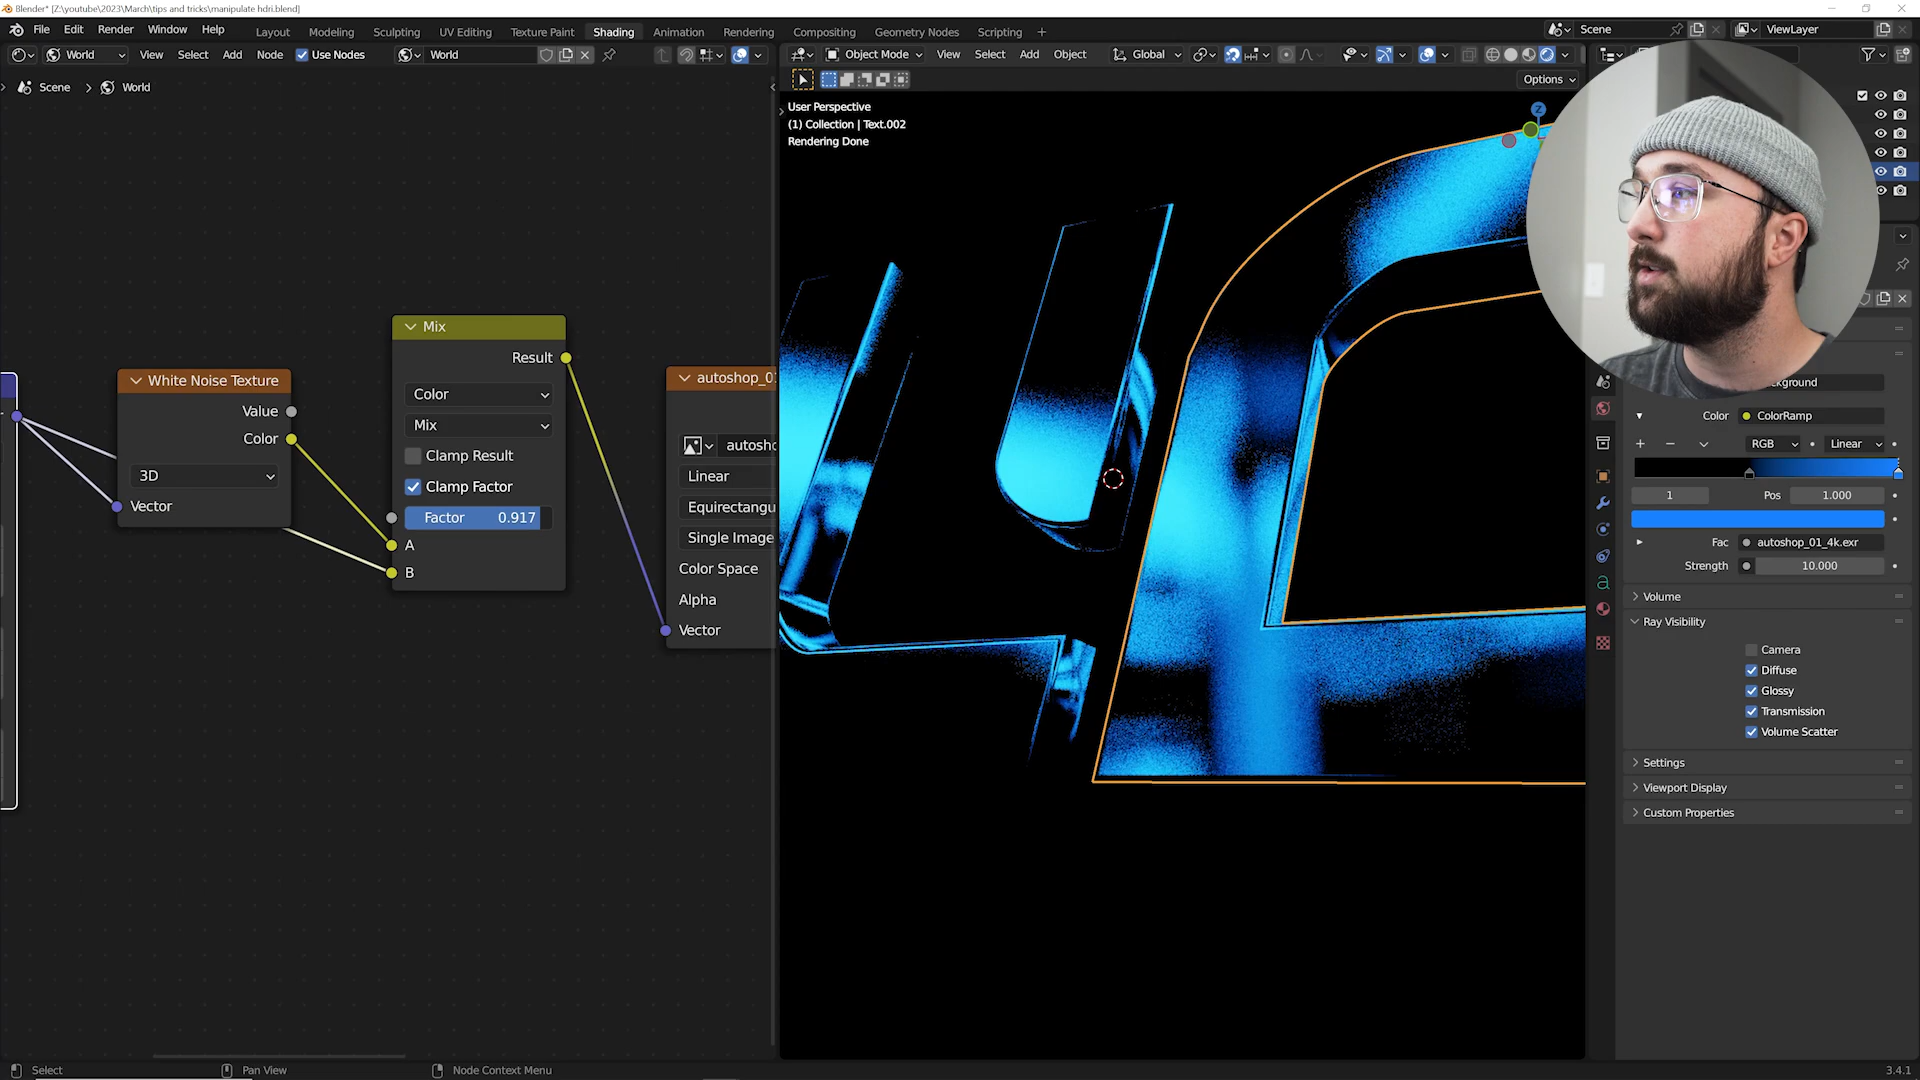 Blender* [Z:\youtube\2023\March\tips and tricks\manipulate hdri.blend]
File Edit Render Window Help Layout Modeling Sculpting UV Editing Texture Paint Shading Animation Rendering Compositing Geometry Nodes Scripting + Scene ViewLayer
World View Select Add Node Use Nodes World
Object Mode View Select Add Object Global
Options
Scene > World
User Perspective
(1) Collection | Text.002
Rendering Done
Z
Mix
Result
Color
Mix
Clamp Result
Clamp Factor
Factor 0.917
A
B
White Noise Texture
Value
Color
3D
Vector
autoshop_01
autosho
Linear
Equirectangu
Single Image
Color Space
Alpha
Vector
ckground
Color ColorRamp
RGB Linear
1 Pos 1.000
Fac autoshop_01_4k.exr
Strength 10.000
Volume
Ray Visibility
Camera
Diffuse
Glossy
Transmission
Volume Scatter
Settings
Viewport Display
Custom Properties
Select Pan View Node Context Menu 3.4.1